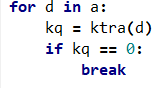 for d in a:
    kq = ktra(d)
    if kq == 0:
        break